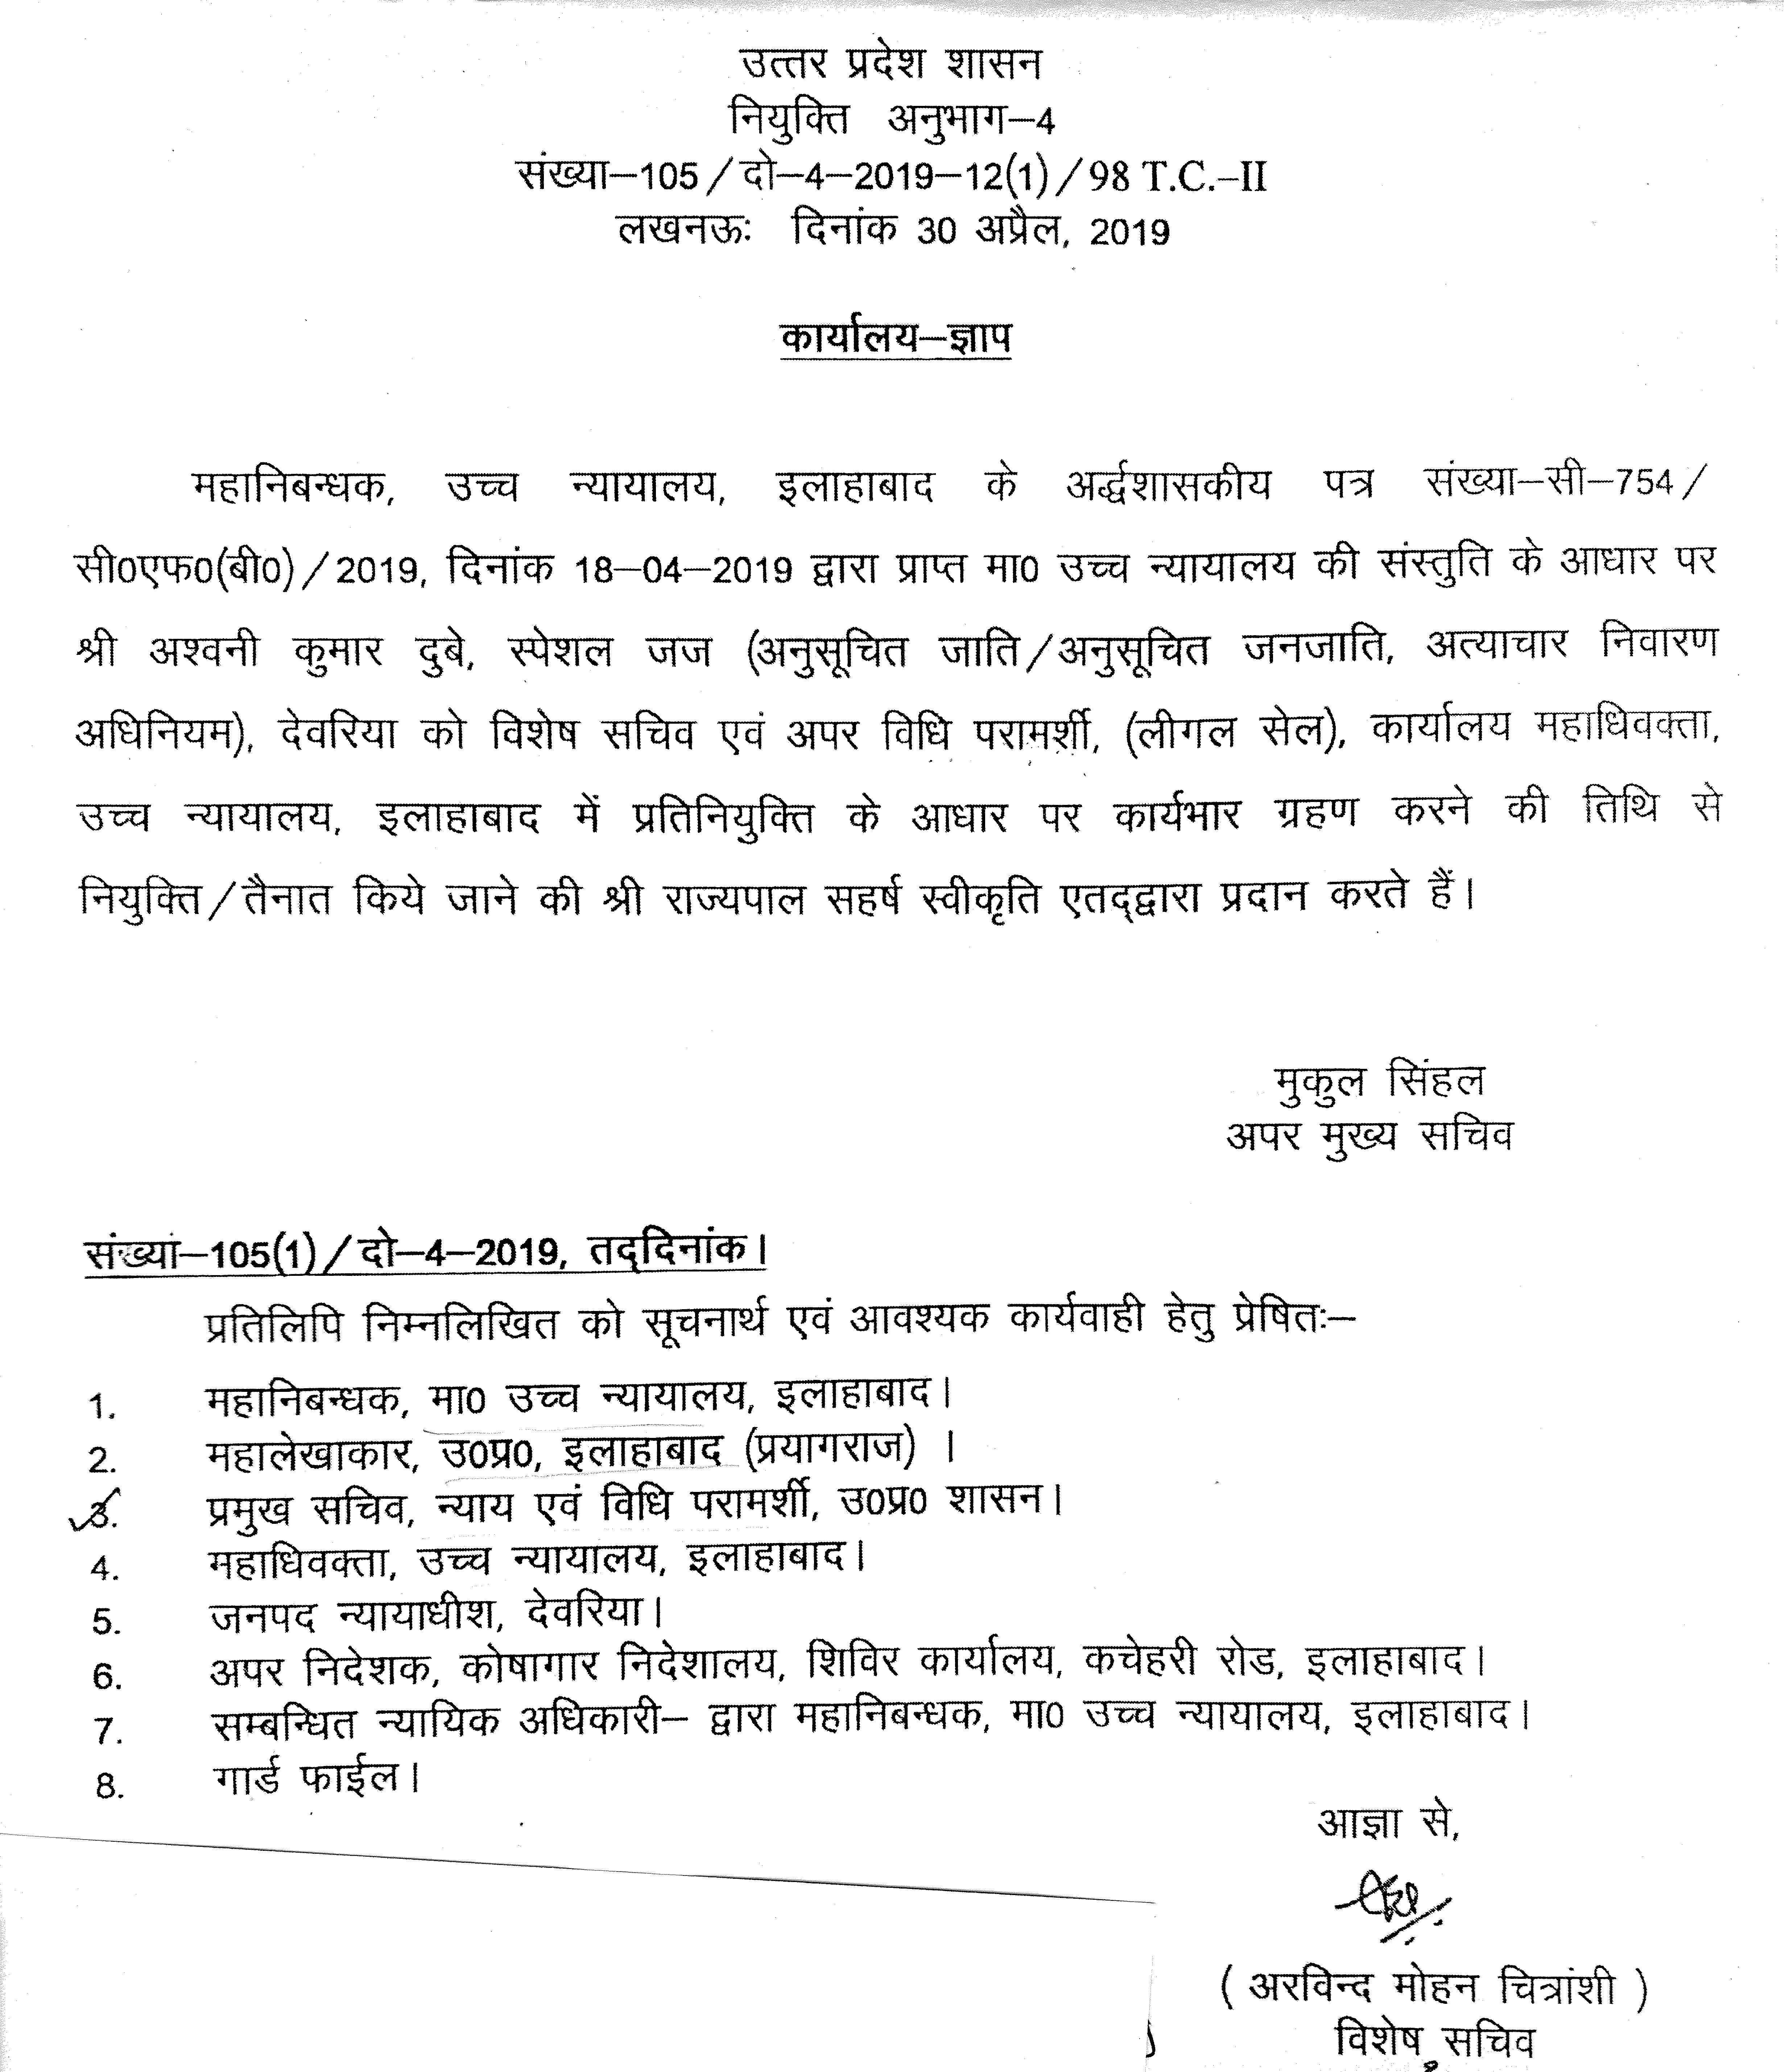 उत्तर प्रदेश शासन
नियुक्ति अनुभाग–4
संख्या–105/दो–4–2019–12(1)/98 T.C.–II
लखनऊः दिनांक 30 अप्रैल, 2019
कार्यालय–ज्ञाप
महानिबन्धक, उच्च न्यायालय, इलाहाबाद के अर्द्धशासकीय पत्र संख्या–सी–754/
सी0एफ0(बी0)/2019, दिनांक 18–04–2019 द्वारा प्राप्त मा0 उच्च न्यायालय की संस्तुति के आधार पर
श्री अश्वनी कुमार दुबे, स्पेशल जज (अनुसूचित जाति/अनुसूचित जनजाति, अत्याचार निवारण
अधिनियम), देवरिया को विशेष सचिव एवं अपर विधि परामर्शी, (लीगल सेल), कार्यालय महाधिवक्ता,
उच्च न्यायालय, इलाहाबाद में प्रतिनियुक्ति के आधार पर कार्यभार ग्रहण करने की तिथि से
नियुक्ति/तैनात किये जाने की श्री राज्यपाल सहर्ष स्वीकृति एतद्द्वारा प्रदान करते हैं।
मुकुल सिंहल
अपर मुख्य सचिव
संख्या–105(1)/दो–4–2019, तद्दिनांक।
प्रतिलिपि निम्नलिखित को सूचनार्थ एवं आवश्यक कार्यवाही हेतु प्रेषितः–
1. महानिबन्धक, मा0 उच्च न्यायालय, इलाहाबाद।
2. महालेखाकार, उ0प्र0, इलाहाबाद (प्रयागराज) ।
3. प्रमुख सचिव, न्याय एवं विधि परामर्शी, उ0प्र0 शासन।
4. महाधिवक्ता, उच्च न्यायालय, इलाहाबाद।
5. जनपद न्यायाधीश, देवरिया।
6. अपर निदेशक, कोषागार निदेशालय, शिविर कार्यालय, कचेहरी रोड, इलाहाबाद।
7. सम्बन्धित न्यायिक अधिकारी– द्वारा महानिबन्धक, मा0 उच्च न्यायालय, इलाहाबाद।
8. गार्ड फाईल।
आज्ञा से,
( अरविन्द मोहन चित्रांशी )
विशेष सचिव